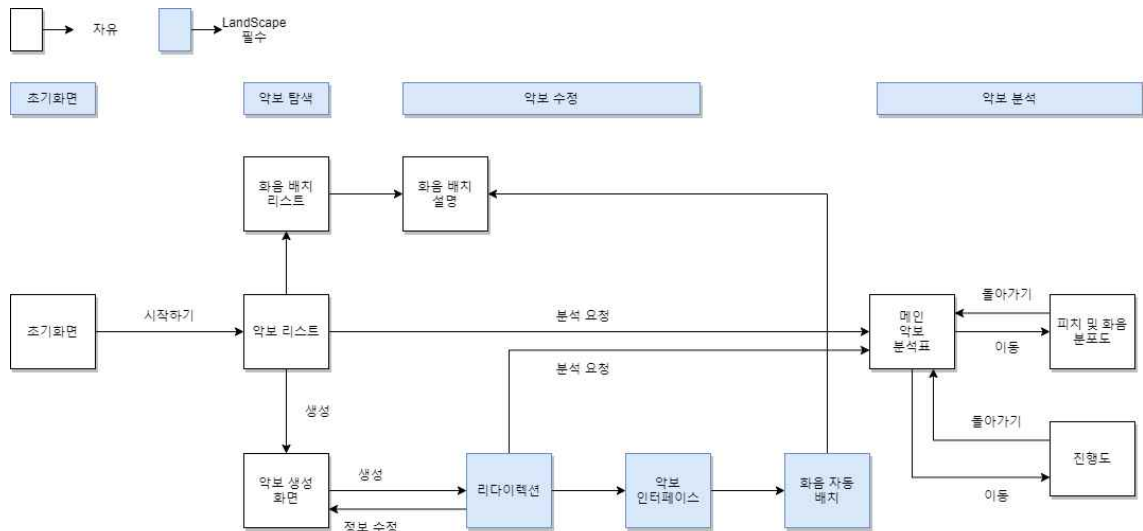 자유
LandScape
필수
초기화면
악보 탐색
악보 수정
악보 분석
화음 배치
리스트
화음 배치
설명
초기화면
시작하기
악보 리스트
분석 요청
분석 요청
메인
악보
분석표
돌아가기
이동
피치 및 화음
분포도
생성
돌아가기
이동
진행도
악보 생성
화면
생성
정보 수정
리다이렉션
악보
인터페이스
화음 자동
배치